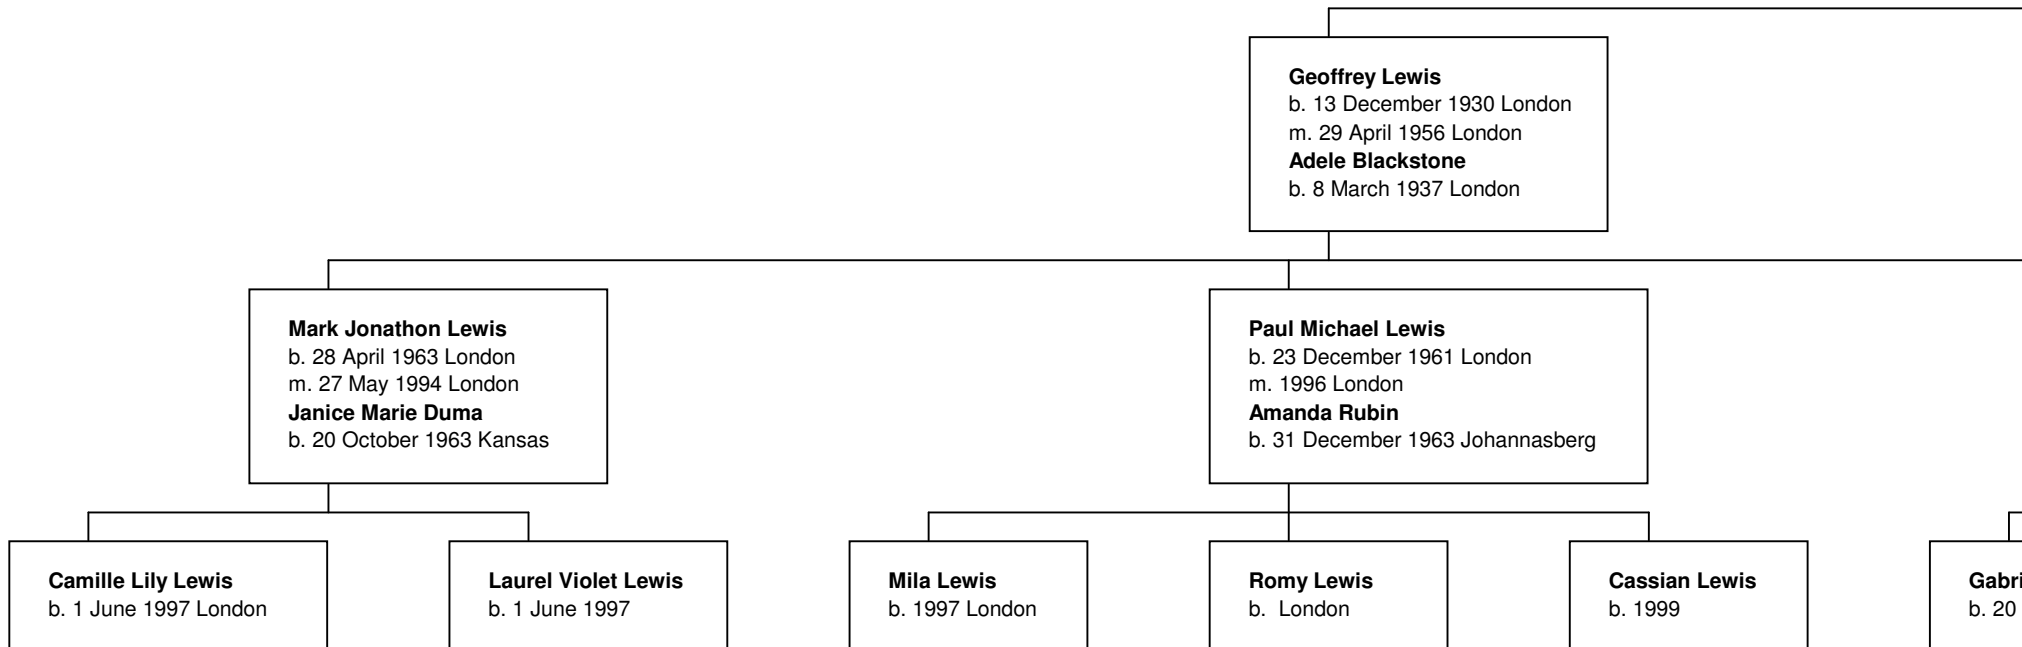 Geoffrey Lewis
b. 13 December 1930 London
m. 29 April 1956 London
Adele Blackstone
b. 8 March 1937 London
Mark Jonathon Lewis
b. 28 April 1963 London
m. 27 May 1994 London
Janice Marie Duma
b. 20 October 1963 Kansas
Paul Michael Lewis
b. 23 December 1961 London
m. 1996 London
Amanda Rubin
b. 31 December 1963 Johannasberg
Camille Lily Lewis
b. 1 June 1997 London
Laurel Violet Lewis
b. 1 June 1997
Mila Lewis
b. 1997 London
Romy Lewis
b.  London
Cassian Lewis
b. 1999
b. 20